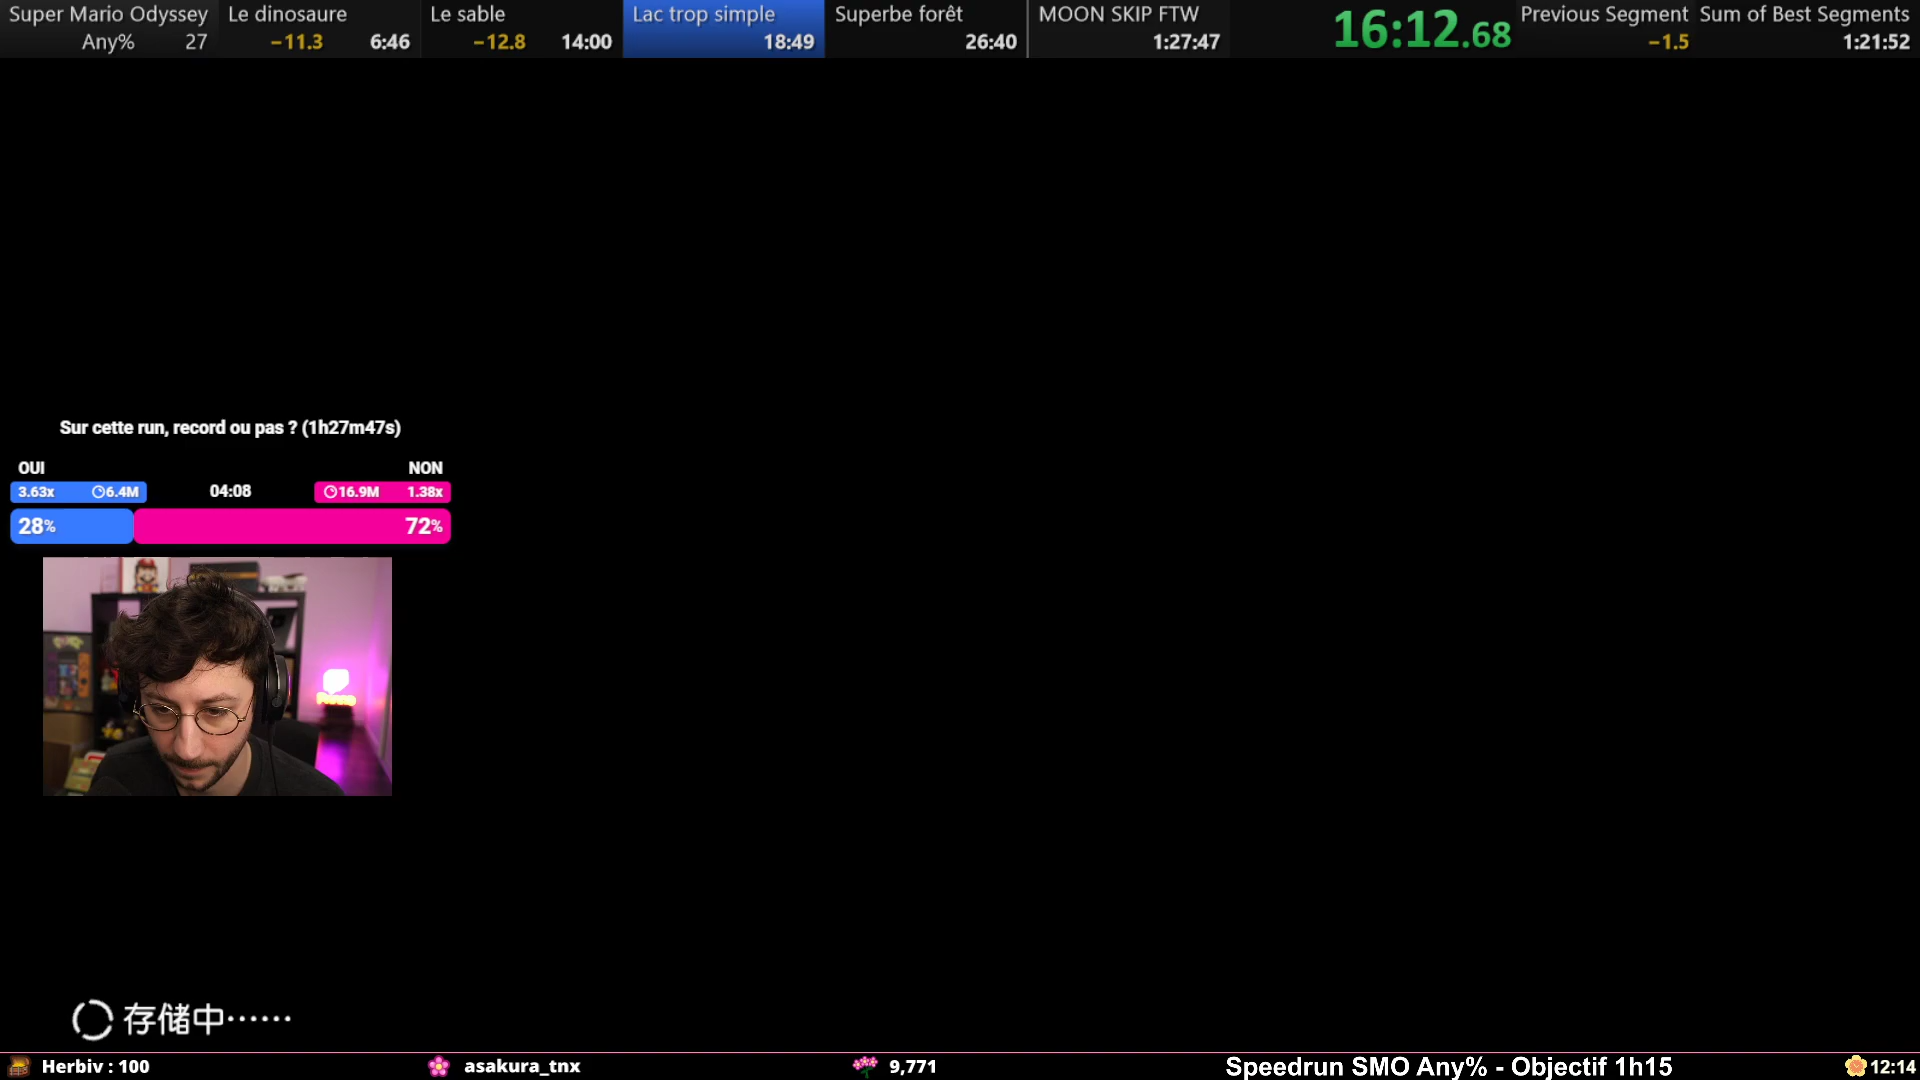 Super Mario Odyssey
Any% 27
Le dinosaure
−11.3 6:46
Le sable
−12.8 14:00
Lac trop simple
18:49
Superbe forêt
26:40
MOON SKIP FTW
1:27:47
16:12.68
Previous Segment
−1.5
Sum of Best Segments
1:21:52
Sur cette run, record ou pas ? (1h27m47s)
OUI NON
3.63x 6.4M 04:08 16.9M 1.38x
28% 72%
存储中······
Herbiv : 100
asakura_tnx
9,771
Speedrun SMO Any% - Objectif 1h15
12:14